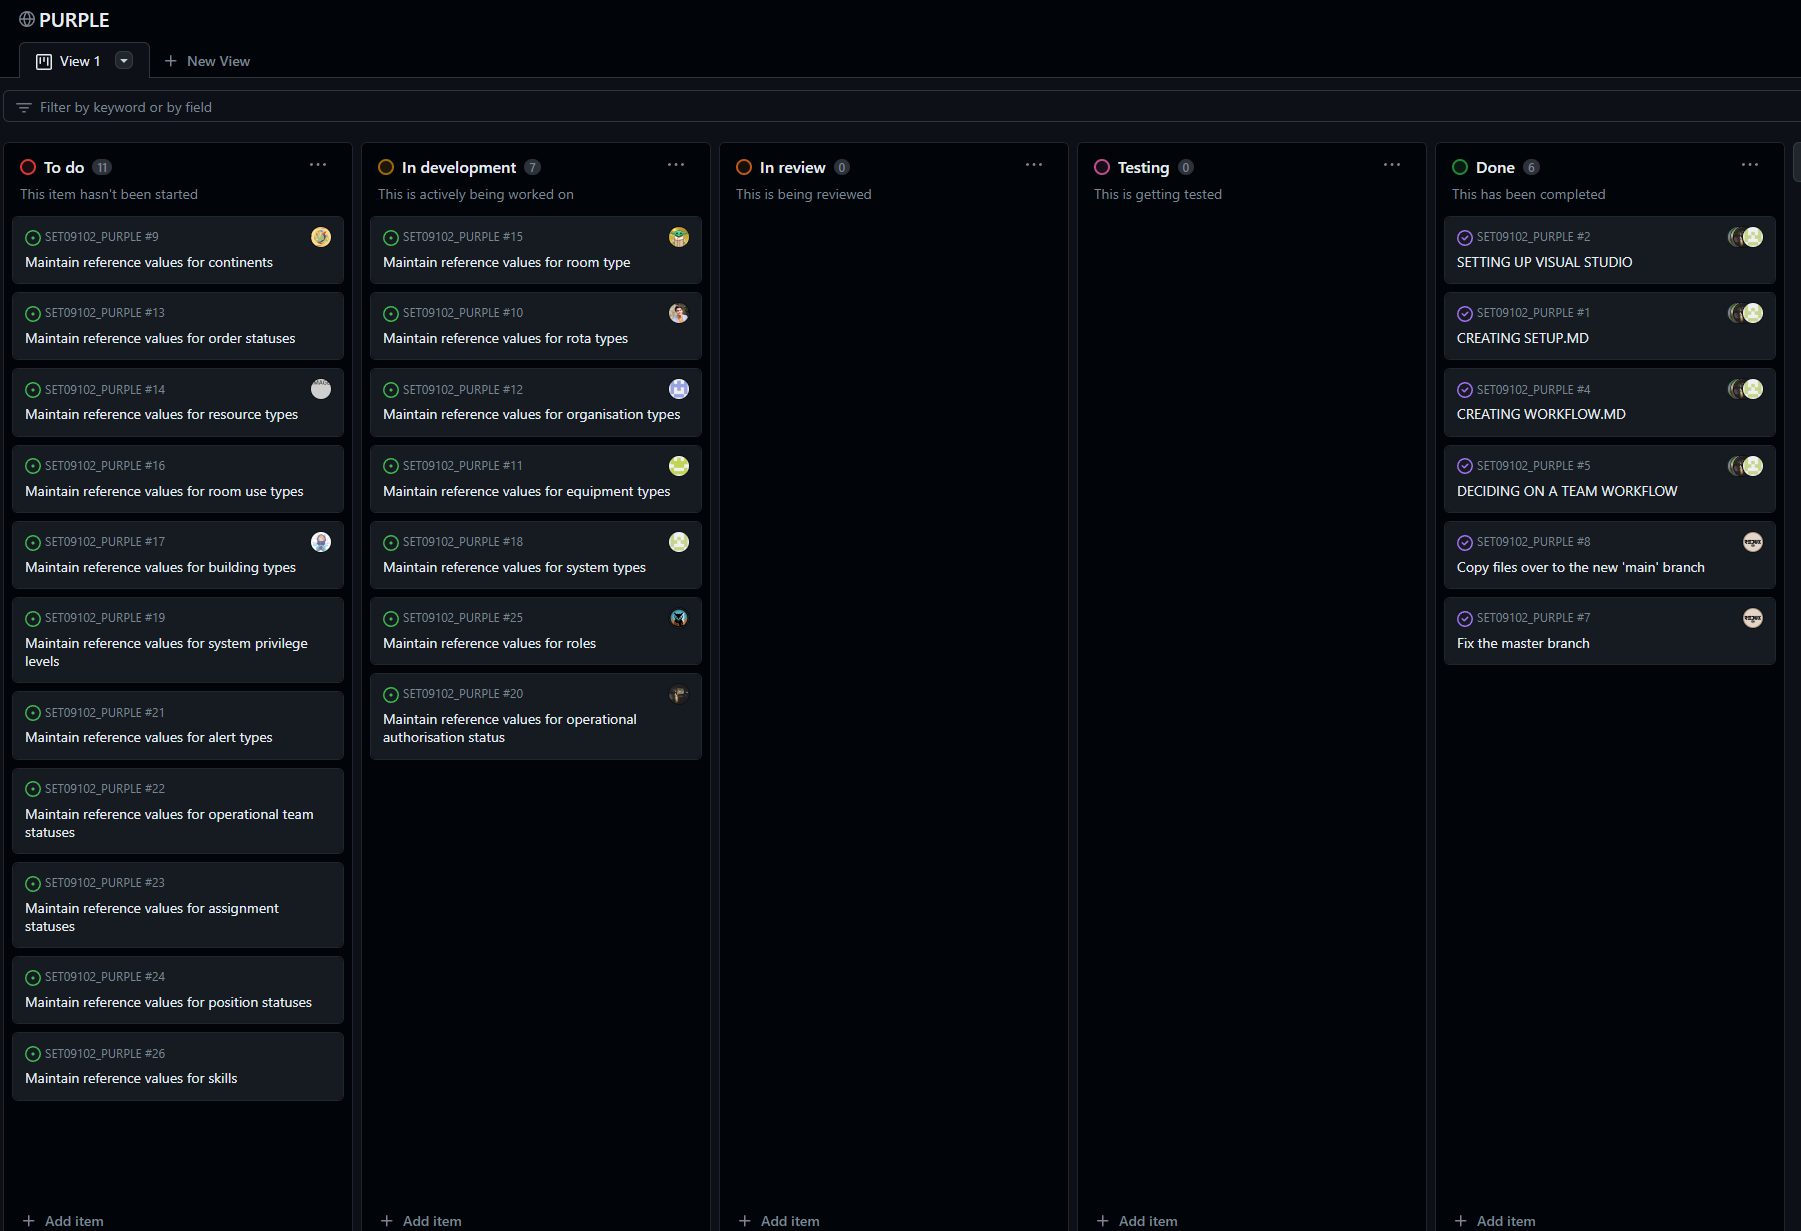 PURPLE
View 1
New View
Filter by keyword or by field
To do 11
This item hasn't been started
SET09102_PURPLE #9
Maintain reference values for continents
SET09102_PURPLE #13
Maintain reference values for order statuses
SET09102_PURPLE #14
Maintain reference values for resource types
SET09102_PURPLE #16
Maintain reference values for room use types
SET09102_PURPLE #17
Maintain reference values for building types
SET09102_PURPLE #19
Maintain reference values for system privilege
levels
SET09102_PURPLE #21
Maintain reference values for alert types
SET09102_PURPLE #22
Maintain reference values for operational team
statuses
SET09102_PURPLE #23
Maintain reference values for assignment
statuses
SET09102_PURPLE #24
Maintain reference values for position statuses
SET09102_PURPLE #26
Maintain reference values for skills
Add item
In development 7
This is actively being worked on
SET09102_PURPLE #15
Maintain reference values for room type
SET09102_PURPLE #10
Maintain reference values for rota types
SET09102_PURPLE #12
Maintain reference values for organisation types
SET09102_PURPLE #11
Maintain reference values for equipment types
SET09102_PURPLE #18
Maintain reference values for system types
SET09102_PURPLE #25
Maintain reference values for roles
SET09102_PURPLE #20
Maintain reference values for operational
authorisation status
Add item
In review 0
This is being reviewed
Add item
Testing 0
This is getting tested
Add item
Done 6
This has been completed
SET09102_PURPLE #2
SETTING UP VISUAL STUDIO
SET09102_PURPLE #1
CREATING SETUP.MD
SET09102_PURPLE #4
CREATING WORKFLOW.MD
SET09102_PURPLE #5
DECIDING ON A TEAM WORKFLOW
SET09102_PURPLE #8
Copy files over to the new 'main' branch
SET09102_PURPLE #7
Fix the master branch
Add item